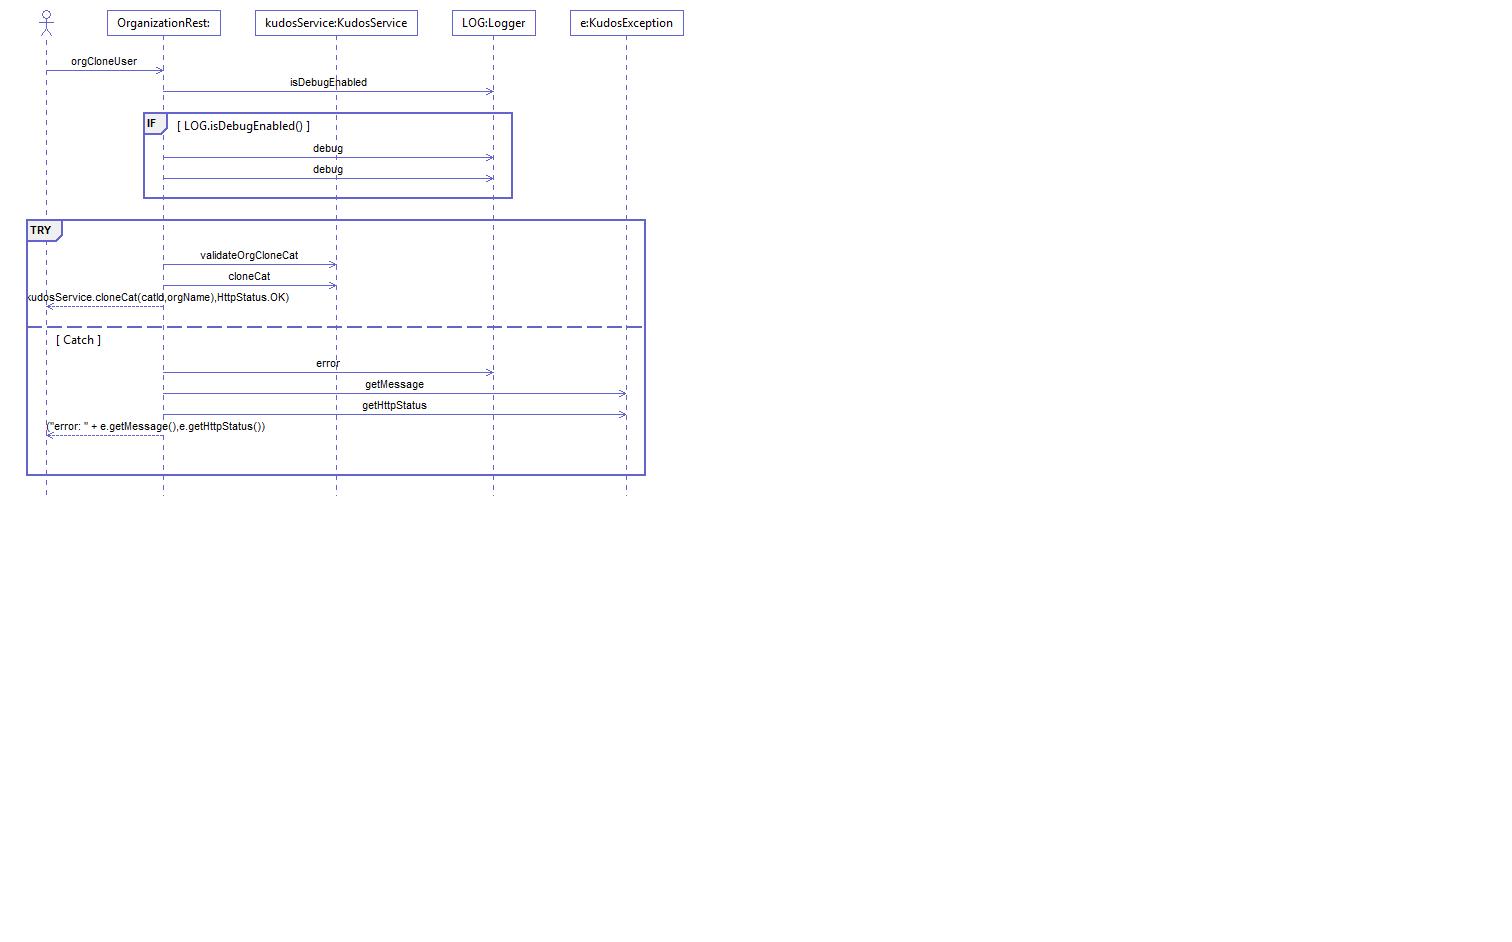 OrganizationRest:
kudosService:KudosService
LOG:Logger
e:KudosException
orgCloneUser
isDebugEnabled
IF
[ LOG.isDebugEnabled() ]
debug
debug
TRY
validateOrgCloneCat
cloneCat
kudosService.cloneCat(catId,orgName),HttpStatus.OK)
[ Catch ]
error
getMessage
getHttpStatus
("error: " + e.getMessage(),e.getHttpStatus())